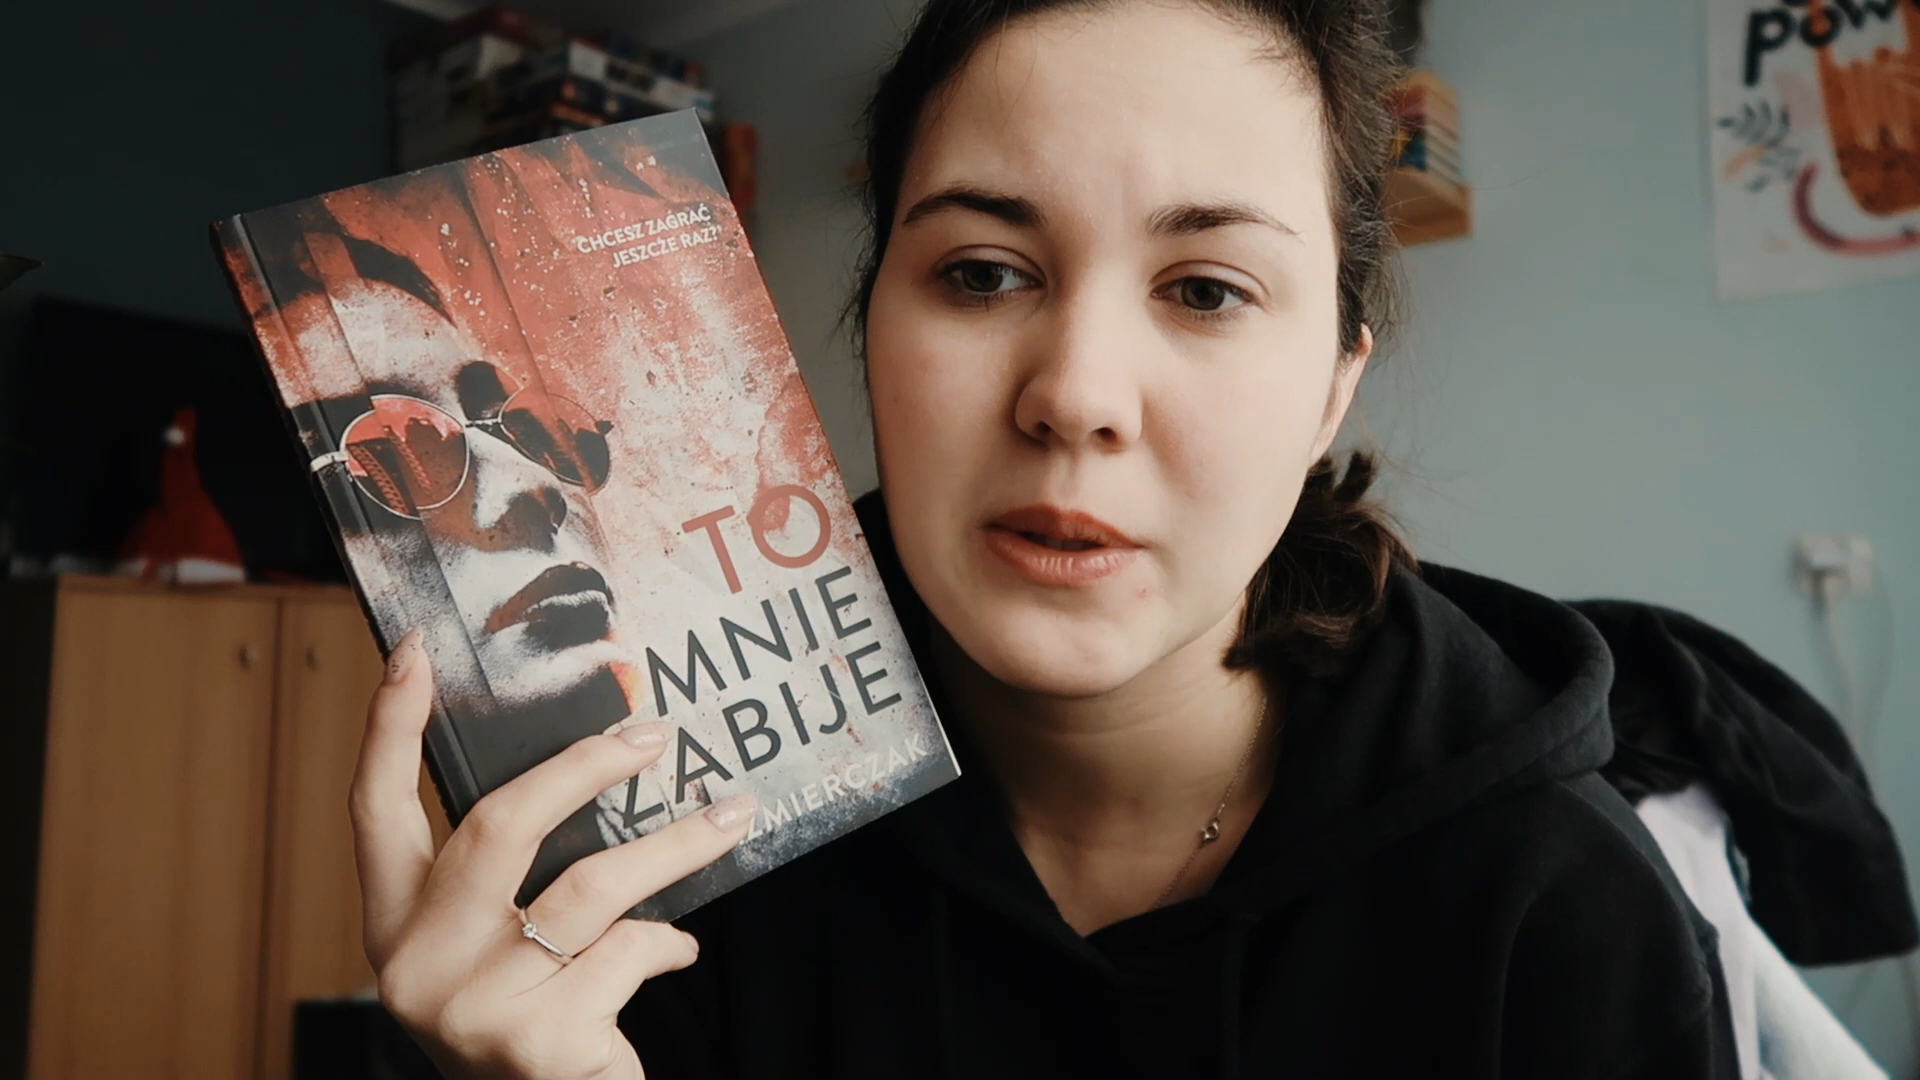 CHCESZ ZAGRAĆ
JESZCZE RAZ?
TO
MNIE
ZABIJE